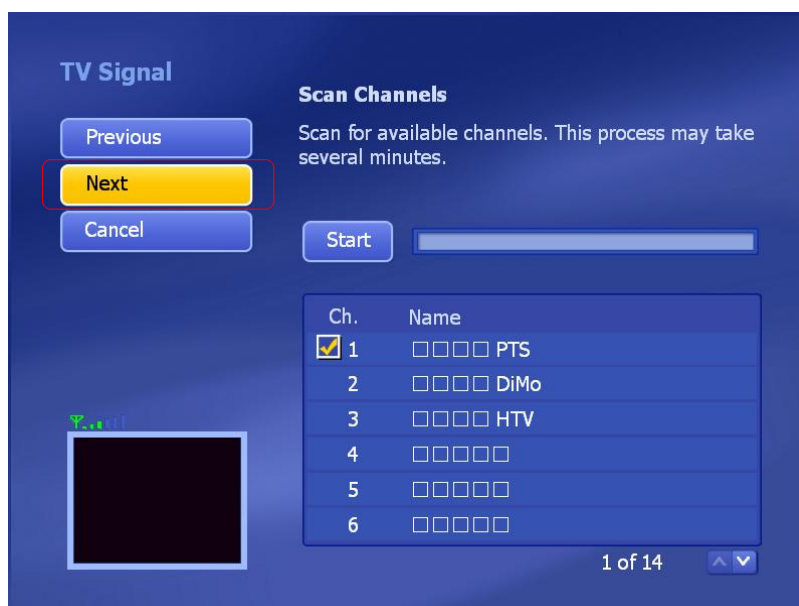 TV Signal
Previous
Next
Cancel
Scan Channels
Scan for available channels. This process may take
several minutes.
Start
Ch. Name
1 □□□□ PTS
2 □□□□ DiMo
3 □□□□ HTV
4 □□□□□
5 □□□□□
6 □□□□□
1 of 14